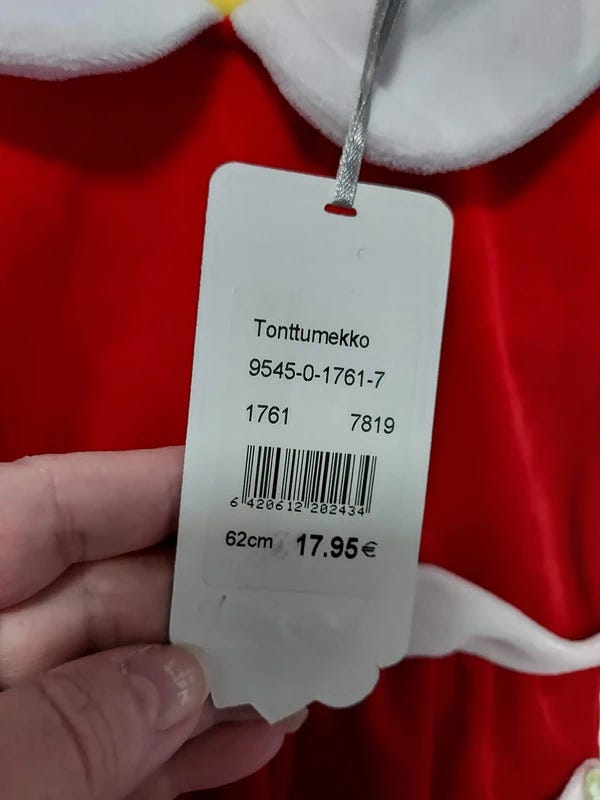 Tonttumekko
9545-0-1761-7
1761 7819
6 420612 202434
62cm 17.95€